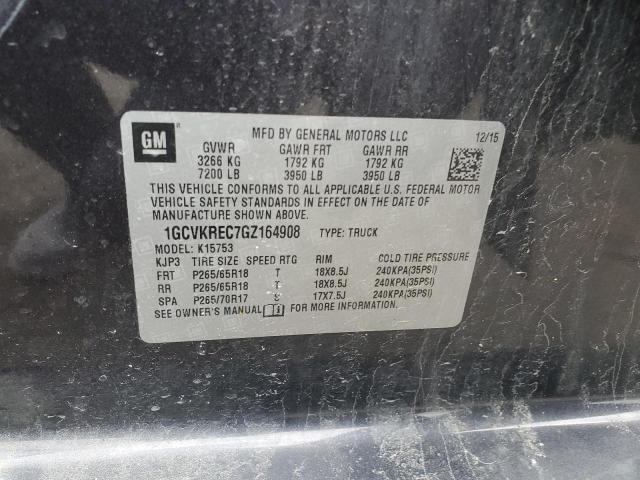 GM
MFD BY GENERAL MOTORS LLC 12/15
GVWR GAWR FRT GAWR RR
3266 KG 1792 KG 1792 KG
7200 LB 3950 LB 3950 LB
THIS VEHICLE CONFORMS TO ALL APPLICABLE U.S. FEDERAL MOTOR
VEHICLE SAFETY STANDARDS IN EFFECT ON THE DATE OF
MANUFACTURE SHOWN ABOVE.
1GCVKREC7GZ164908 TYPE: TRUCK
MODEL: K15753
KJP3 TIRE SIZE SPEED RTG RIM COLD TIRE PRESSURE
FRT P265/65R18 T 18X8.5J 240KPA(35PSI)
RR P265/65R18 T 18X8.5J 240KPA(35PSI)
SPA P265/70R17 S 17X7.5J 240KPA(35PSI)
SEE OWNER'S MANUAL FOR MORE INFORMATION.